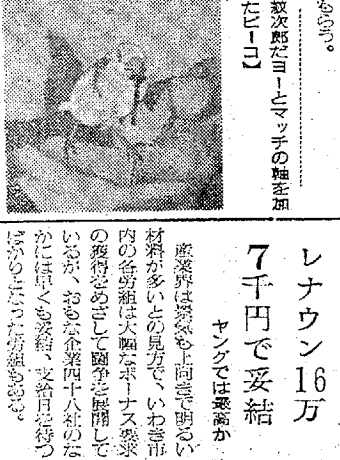 もらう。
紋次郎だヨーとマッチの軸を加
たピーコ】
レナウン16万
7千円で妥結
ヤングでは最高か
産業界は景気も上向きで明るい
材料が多いとの見方で、いわき市
内の各労組は大幅なボーナス要求
の獲得をめざして闘争を展開して
いるが、おもな企業四十八社のな
かには早くも妥結、支給日を待つ
ばかりとなった労組もある。